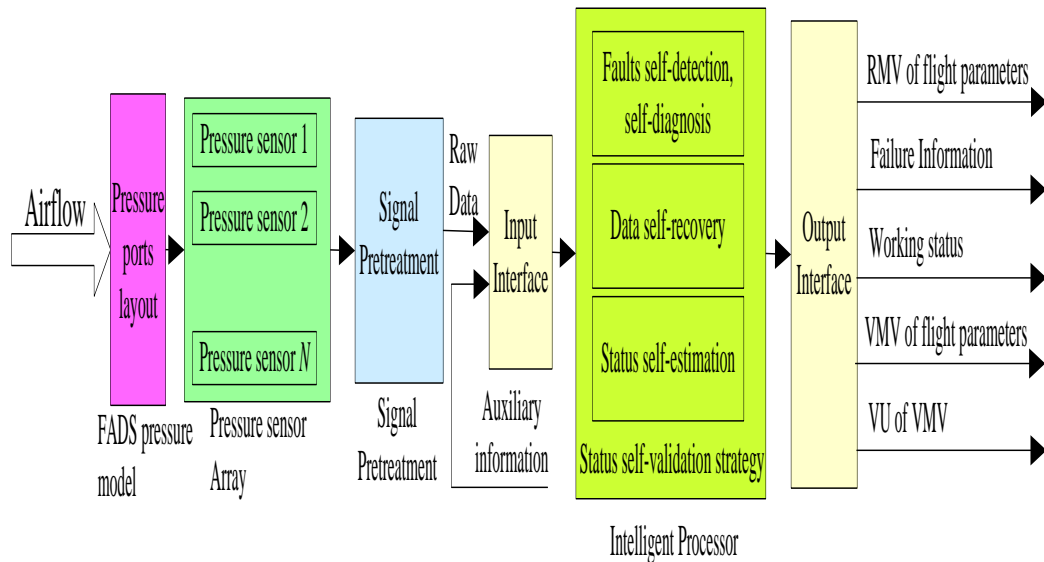 Airflow
Pressure
ports
layout
FADS pressure
model
Pressure sensor 1
Pressure sensor 2
Pressure sensor N
Pressure sensor
Array
Signal
Pretreatment
Signal
Pretreatment
Raw
Data
Input
Interface
Auxiliary
information
Faults self-detection,
self-diagnosis
Data self-recovery
Status self-estimation
Status self-validation strategy
Intelligent Processor
Output
Interface
RMV of flight parameters
Failure Information
Working status
VMV of flight parameters
VU of VMV